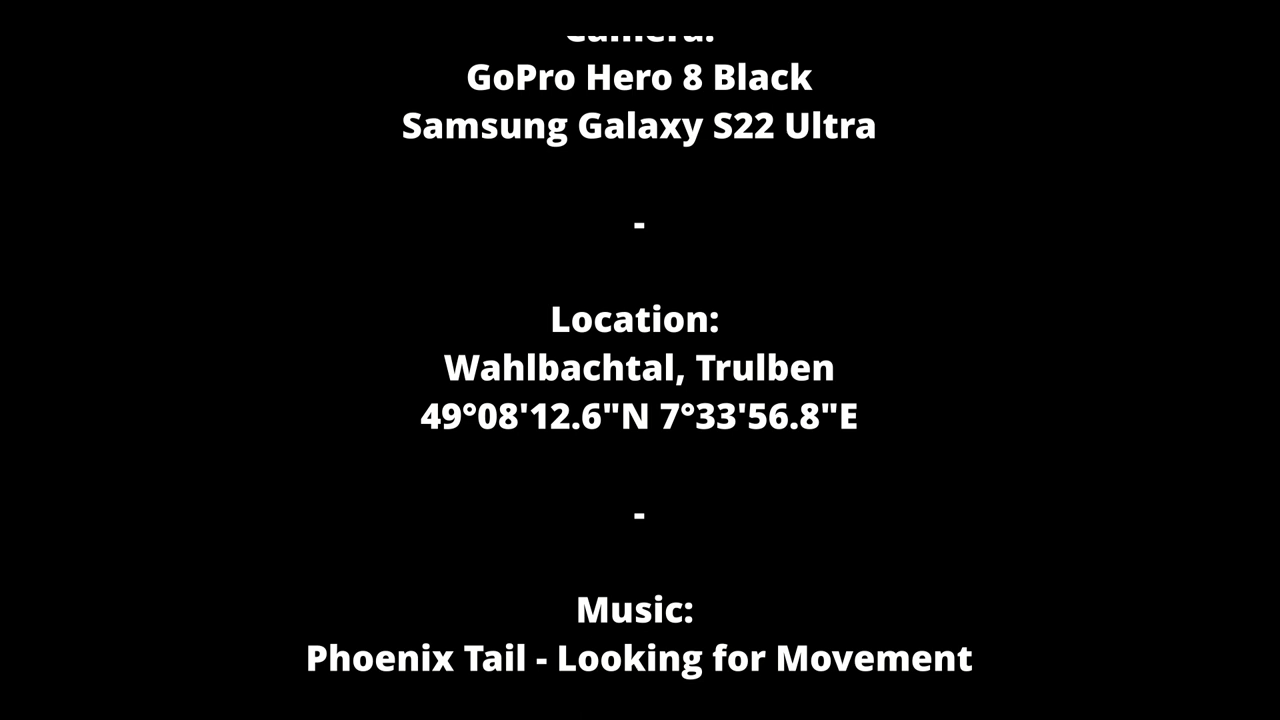 Camera:
GoPro Hero 8 Black
Samsung Galaxy S22 Ultra
-
Location:
Wahlbachtal, Trulben
49°08'12.6"N 7°33'56.8"E
-
Music:
Phoenix Tail - Looking for Movement